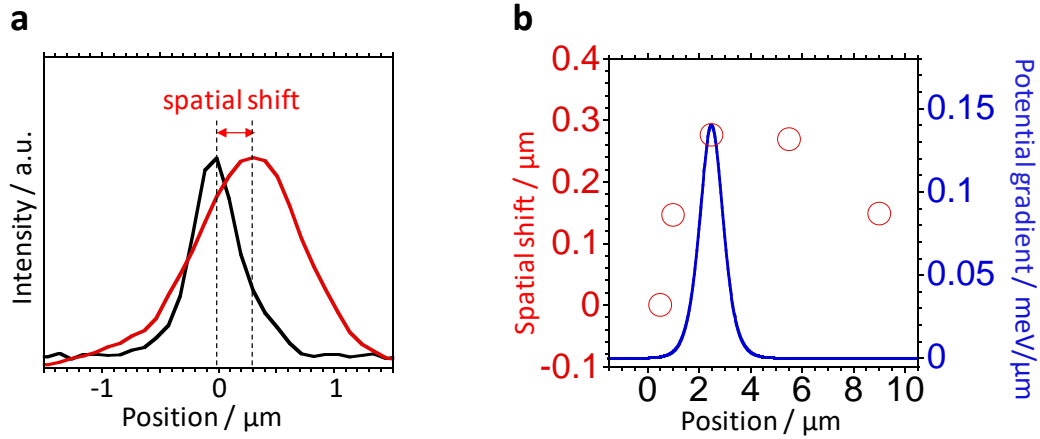 a
spatial shift
Intensity / a.u.
-1
0
1
Position / μm
b
0.4
0.3
0.2
0.1
0
-0.1
Spatial shift / μm
0.15
0.1
0.05
0
Potential gradient / meV/μm
0
2
4
6
8
10
Position / μm